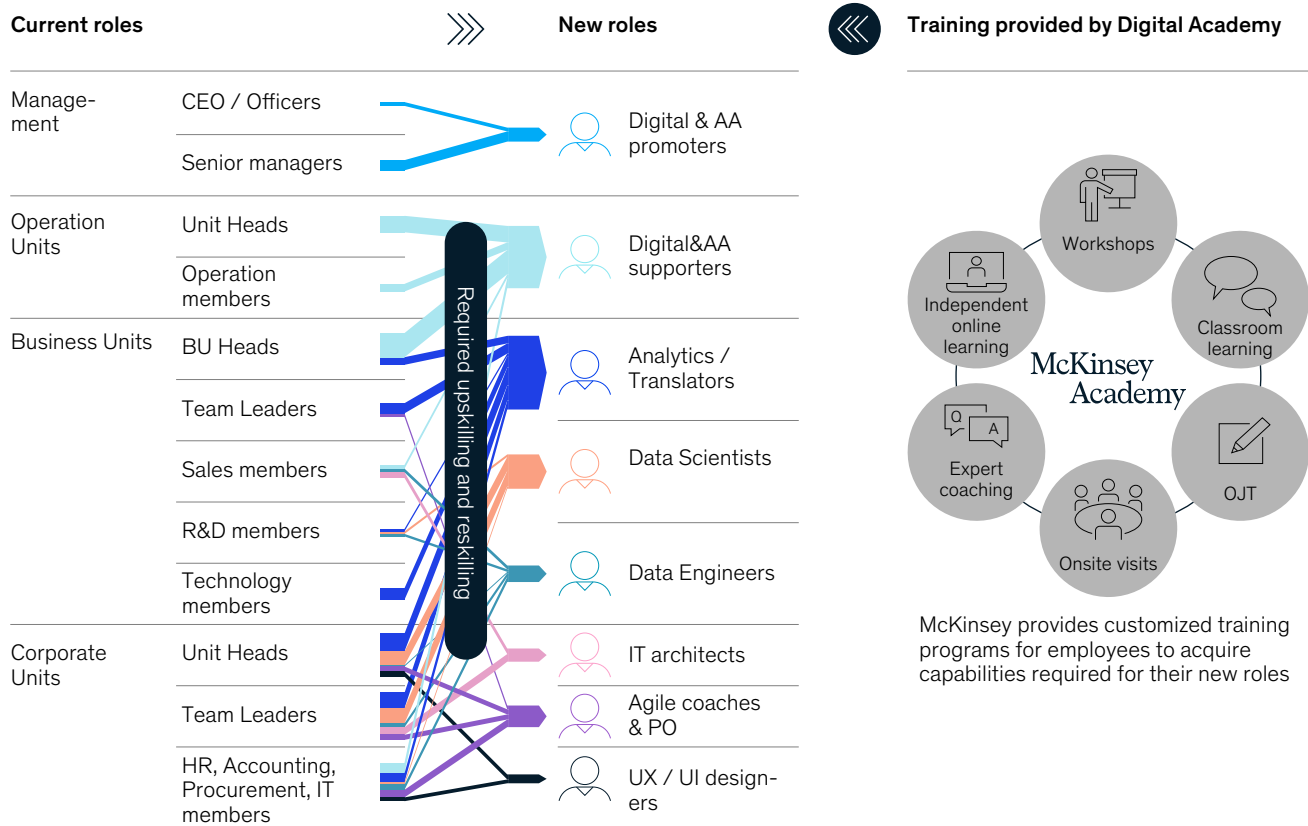 Current roles
New roles
Training provided by Digital Academy
Manage-
ment
CEO / Officers
Senior managers
Digital & AA
promoters
Operation
Units
Unit Heads
Operation
members
Digital&AA
supporters
Business Units
BU Heads
Team Leaders
Sales members
R&D members
Technology
members
Analytics /
Translators
Data Scientists
Data Engineers
Corporate
Units
Unit Heads
Team Leaders
HR, Accounting,
Procurement, IT
members
IT architects
Agile coaches
& PO
UX / UI design-
ers
Required upskilling and reskilling
Workshops
Independent
online
learning
Classroom
learning
McKinsey
Academy
Q
A
Expert
coaching
OJT
Onsite visits
McKinsey provides customized training
programs for employees to acquire
capabilities required for their new roles